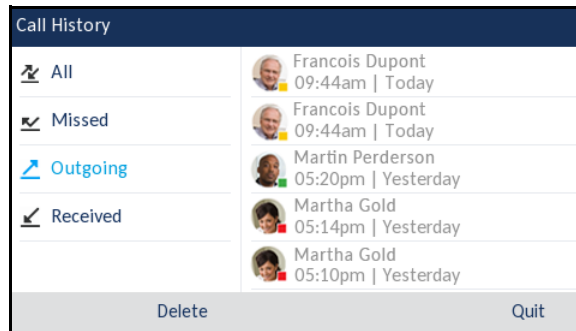 Call History
All
Missed
Outgoing
Received
Francois Dupont
09:44am | Today
Francois Dupont
09:44am | Today
Martin Perderson
05:20pm | Yesterday
Martha Gold
05:14pm | Yesterday
Martha Gold
05:10pm | Yesterday
Delete
Quit